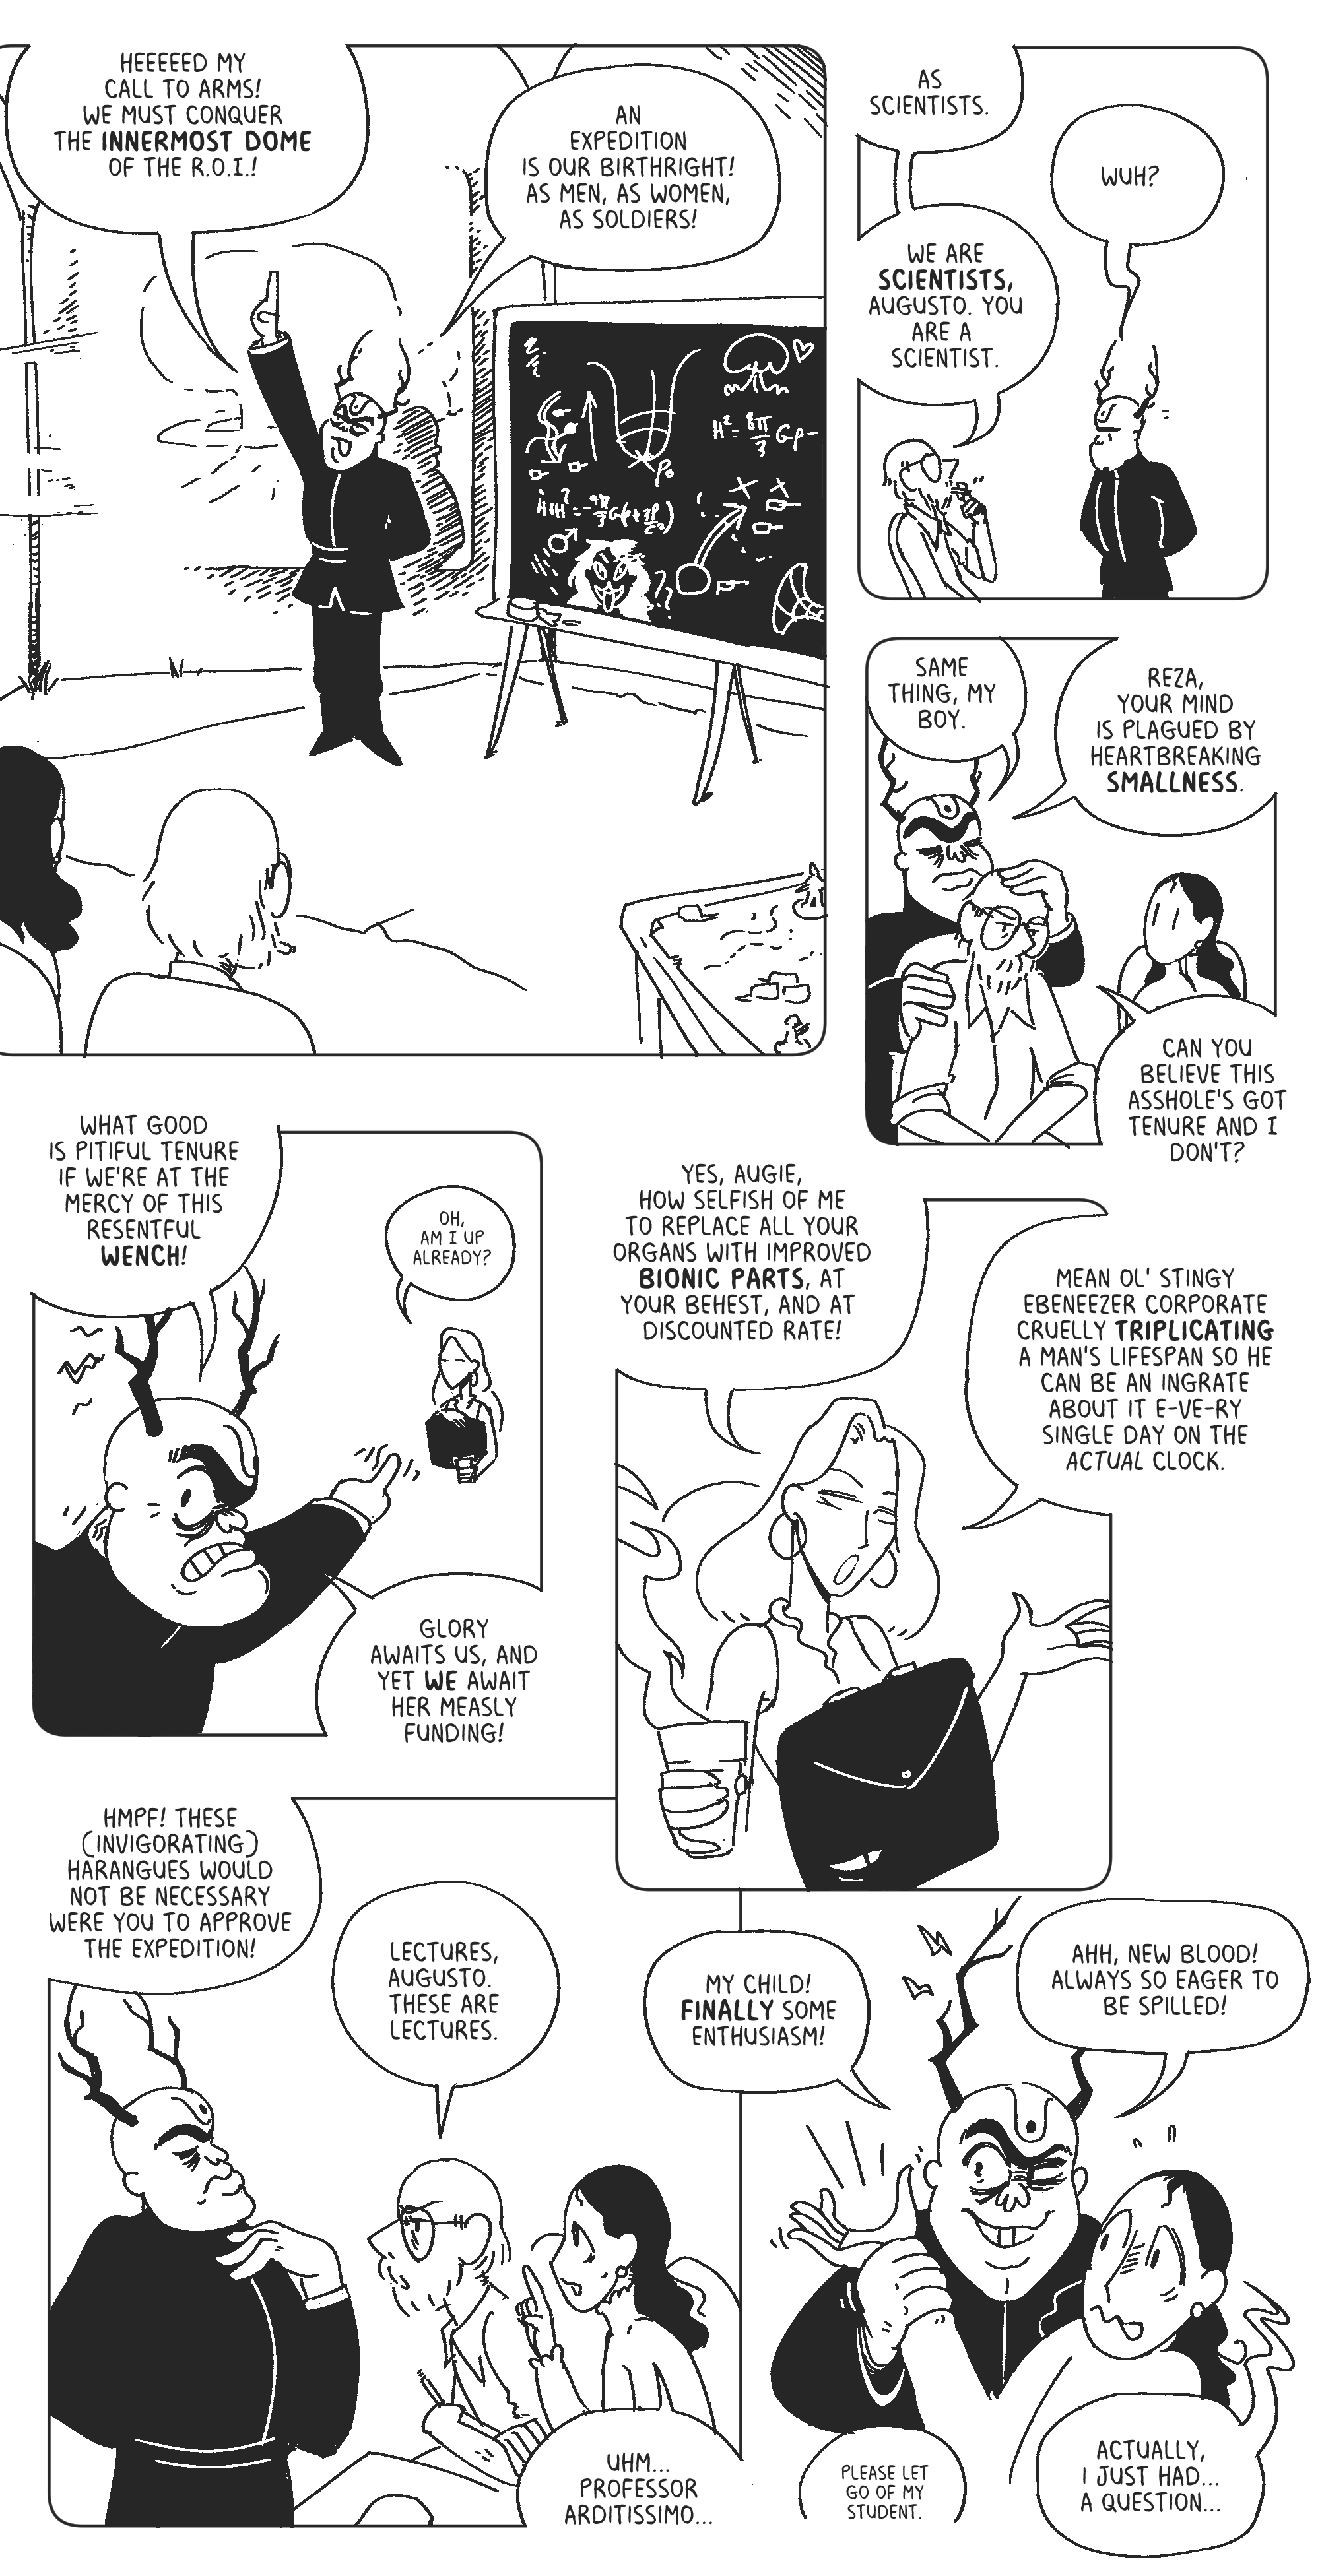 HEEEEED MY
CALL TO ARMS!
WE MUST CONQUER
THE INNERMOST DOME
OF THE R.O.I.!
AN
EXPEDITION
IS OUR BIRTHRIGHT!
AS MEN, AS WOMEN,
AS SOLDIERS!
H²= 8π/3 Gρ-
ρ₀
AS
SCIENTISTS.
WE ARE
SCIENTISTS,
AUGUSTO. YOU
ARE A
SCIENTIST.
WUH?
SAME
THING, MY
BOY.
REZA,
YOUR MIND
IS PLAGUED BY
HEARTBREAKING
SMALLNESS.
CAN YOU
BELIEVE THIS
ASSHOLE'S GOT
TENURE AND I
DON'T?
WHAT GOOD
IS PITIFUL TENURE
IF WE'RE AT THE
MERCY OF THIS
RESENTFUL
WENCH!
OH,
AM I UP
ALREADY?
GLORY
AWAITS US, AND
YET WE AWAIT
HER MEASLY
FUNDING!
YES, AUGIE,
HOW SELFISH OF ME
TO REPLACE ALL YOUR
ORGANS WITH IMPROVED
BIONIC PARTS, AT
YOUR BEHEST, AND AT
DISCOUNTED RATE!
MEAN OL' STINGY
EBENEEZER CORPORATE
CRUELLY TRIPLICATING
A MAN'S LIFESPAN SO HE
CAN BE AN INGRATE
ABOUT IT E-VE-RY
SINGLE DAY ON THE
ACTUAL CLOCK.
HMPF! THESE
(INVIGORATING)
HARANGUES WOULD
NOT BE NECESSARY
WERE YOU TO APPROVE
THE EXPEDITION!
LECTURES,
AUGUSTO.
THESE ARE
LECTURES.
UHM...
PROFESSOR
ARDITISSIMO...
MY CHILD!
FINALLY SOME
ENTHUSIASM!
AHH, NEW BLOOD!
ALWAYS SO EAGER TO
BE SPILLED!
PLEASE LET
GO OF MY
STUDENT.
ACTUALLY,
I JUST HAD...
A QUESTION...